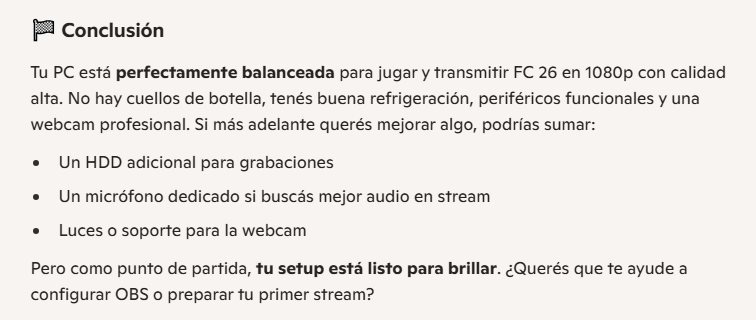 🏁 Conclusión
Tu PC está perfectamente balanceada para jugar y transmitir FC 26 en 1080p con calidad
alta. No hay cuellos de botella, tenés buena refrigeración, periféricos funcionales y una
webcam profesional. Si más adelante querés mejorar algo, podrías sumar:
• Un HDD adicional para grabaciones
• Un micrófono dedicado si buscás mejor audio en stream
• Luces o soporte para la webcam
Pero como punto de partida, tu setup está listo para brillar. ¿Querés que te ayude a
configurar OBS o preparar tu primer stream?